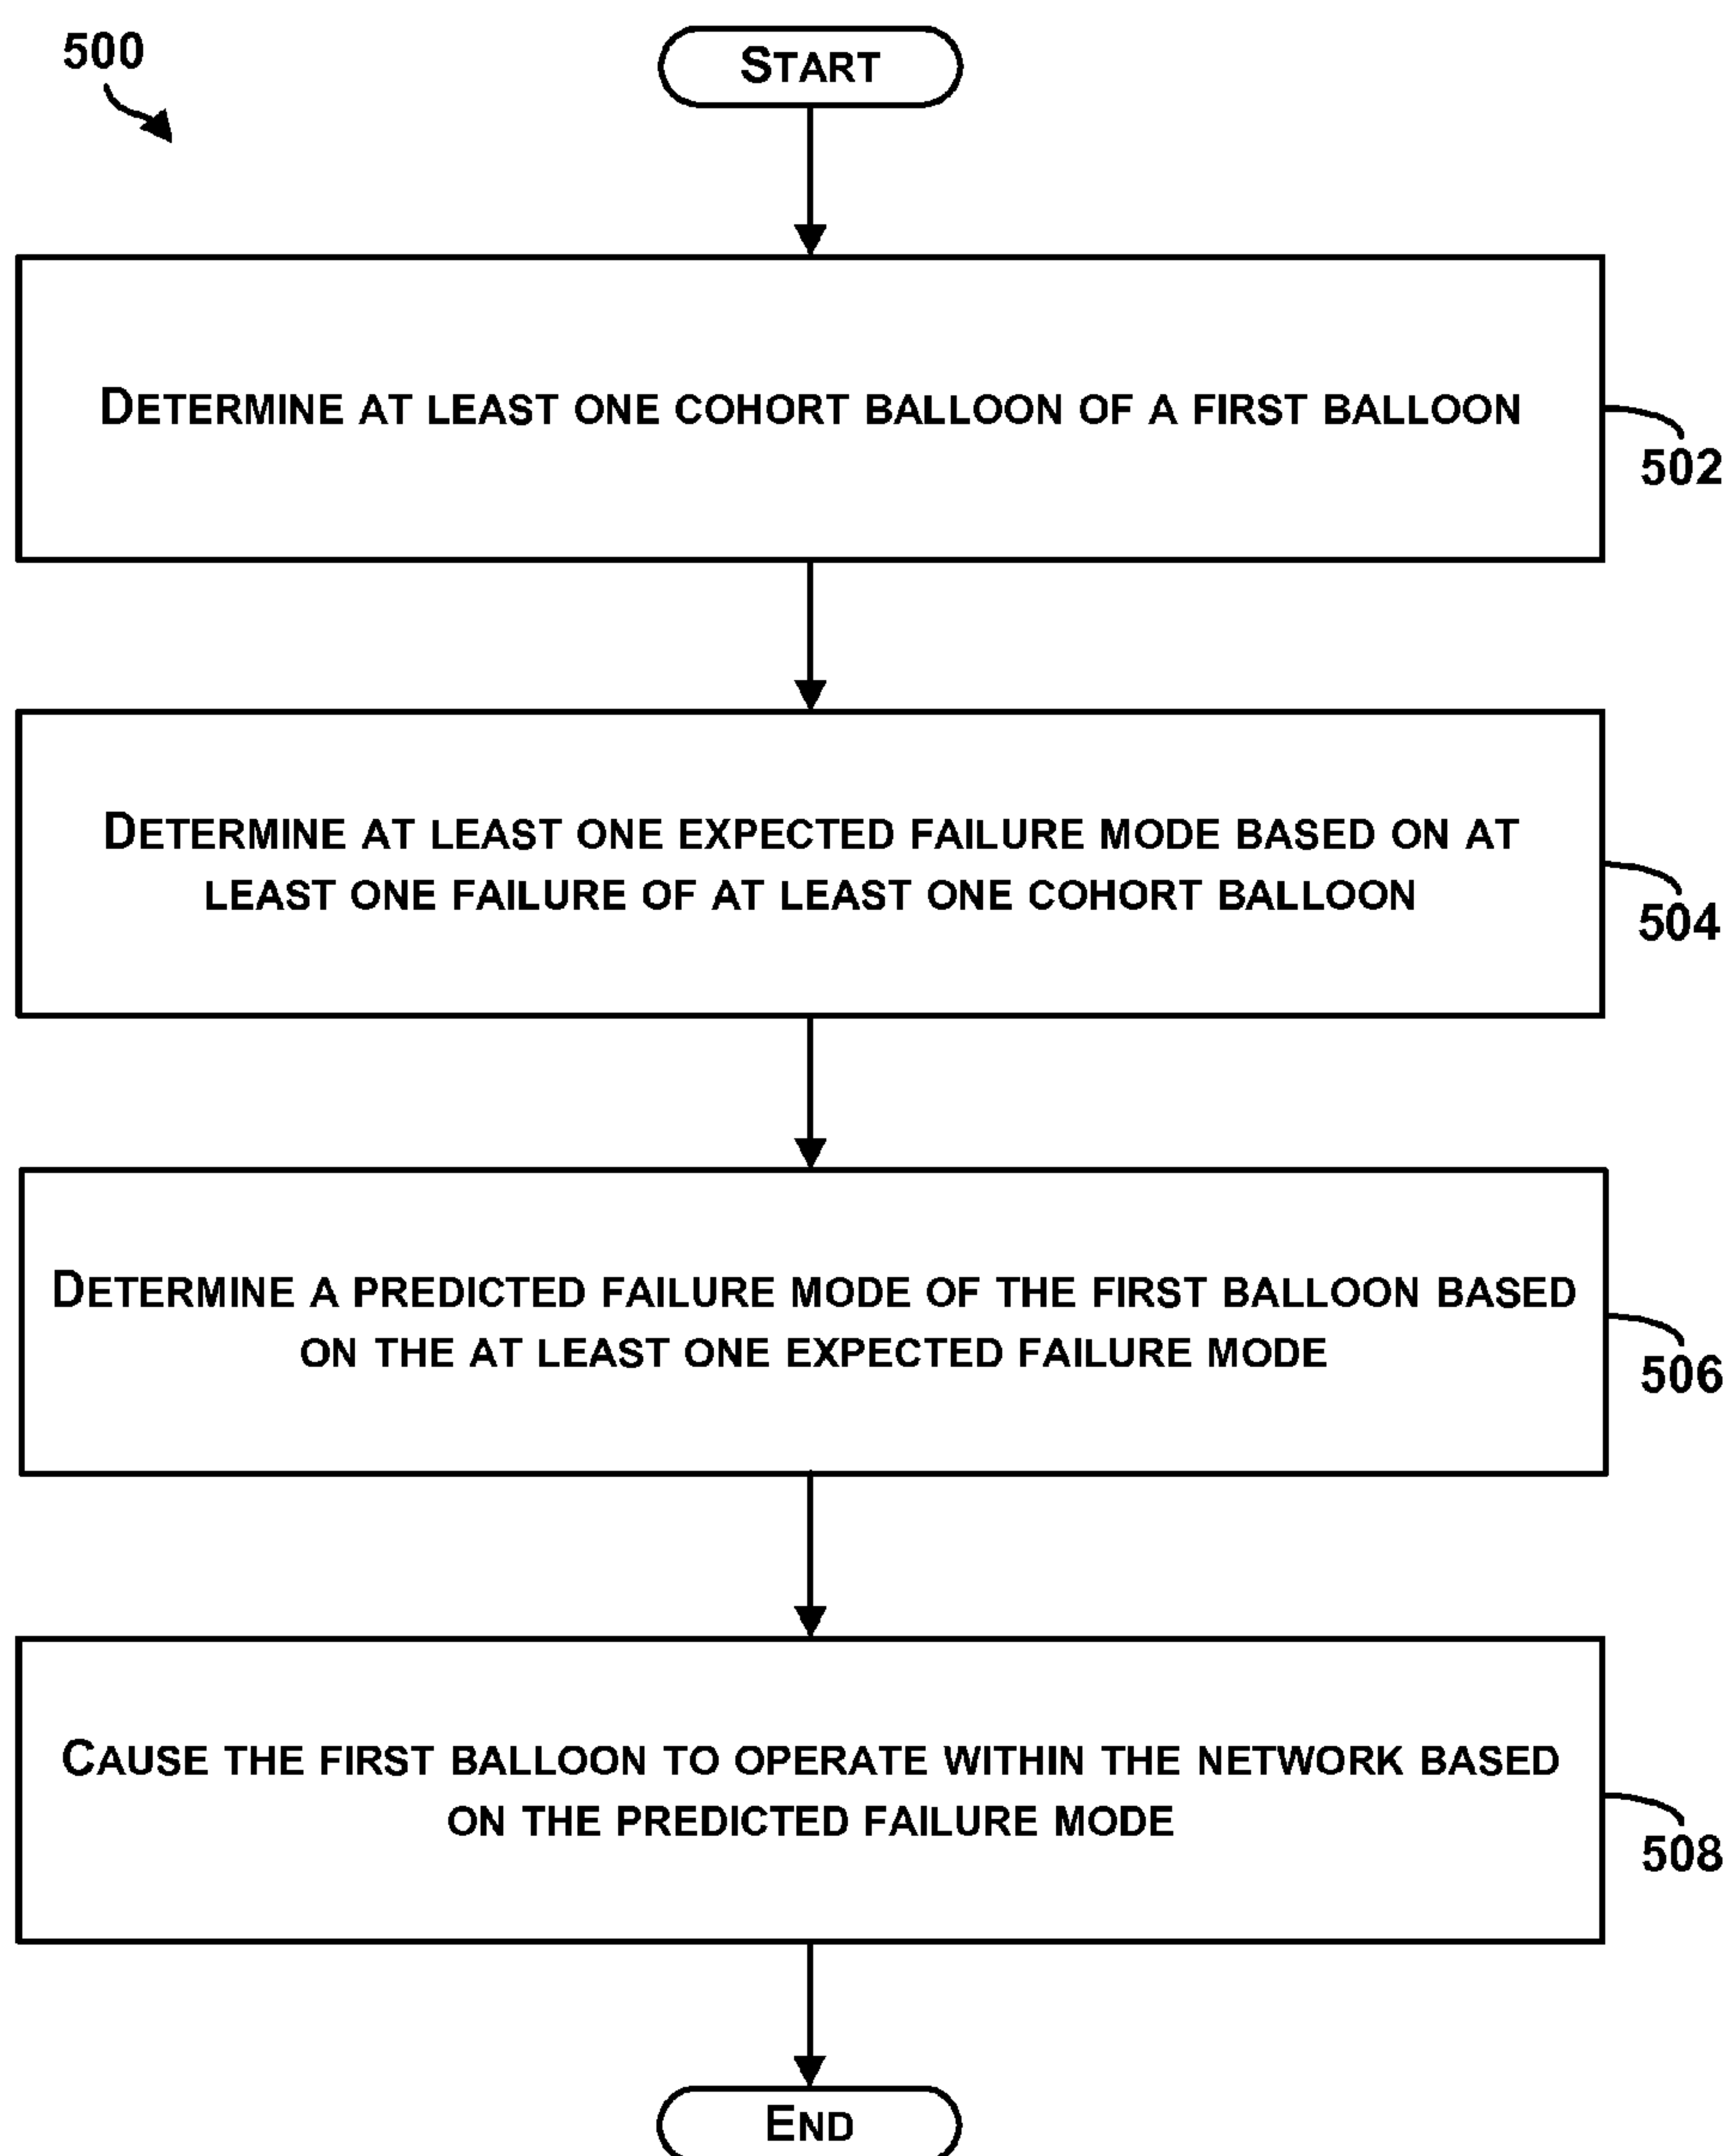 500
START
DETERMINE AT LEAST ONE COHORT BALLOON OF A FIRST BALLOON
502
DETERMINE AT LEAST ONE EXPECTED FAILURE MODE BASED ON AT
LEAST ONE FAILURE OF AT LEAST ONE COHORT BALLOON
504
DETERMINE A PREDICTED FAILURE MODE OF THE FIRST BALLOON BASED
ON THE AT LEAST ONE EXPECTED FAILURE MODE
506
CAUSE THE FIRST BALLOON TO OPERATE WITHIN THE NETWORK BASED
ON THE PREDICTED FAILURE MODE
508
END